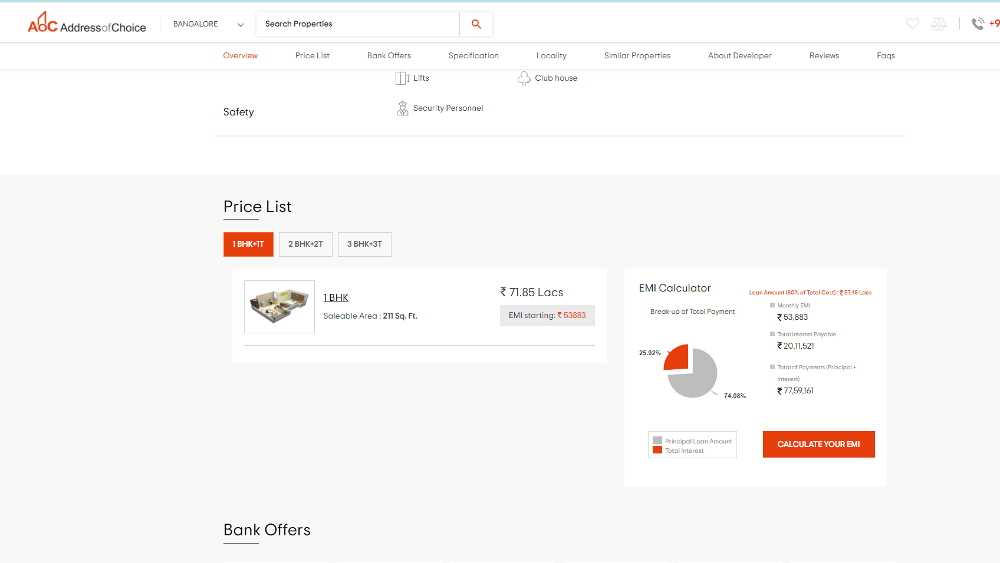 AOC AddressofChoice
BANGALORE
Search Properties
+9
Overview
Price List
Bank Offers
Specification
Locality
Similar Properties
About Developer
Reviews
Faqs
Lifts
Club house
Safety
Security Personnel
Price List
1 BHK+1T
2 BHK+2T
3 BHK+3T
1 BHK
Saleable Area : 211 Sq. Ft.
₹ 71.85 Lacs
EMI starting: ₹ 53883
EMI Calculator
Loan Amount (80% of Total Cost) : ₹ 57.48 Lacs
Break-up of Total Payment
25.92%
74.08%
Monthly EMI
₹ 53,883
Total Interest Payable
₹ 20,11,521
Total of Payments (Principal +
Interest)
₹ 77,59,161
Principal Loan Amount
Total Interest
CALCULATE YOUR EMI
Bank Offers